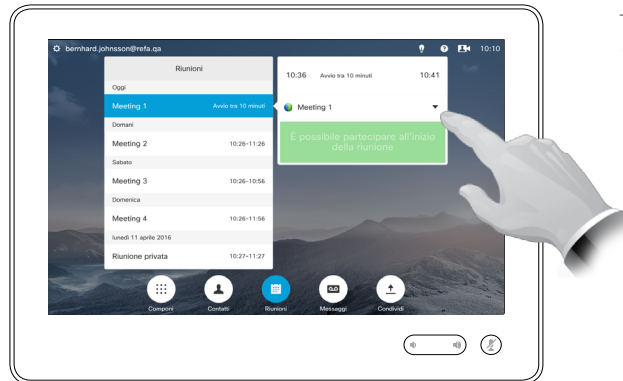 bernhard.johnsson@refa.qa
10:10
Riunioni
Oggi
Meeting 1 Avvio tra 10 minuti
Domani
Meeting 2 10:26-11:26
Sabato
Meeting 3 10:26-10:56
Domenica
Meeting 4 10:26-11:56
lunedì 11 aprile 2016
Riunione privata 10:27-11:27
10:36 Avvio tra 10 minuti 10:41
Meeting 1
È possibile partecipare all'inizio
della riunione
Componi Contatti Riunioni Messaggi Condividi